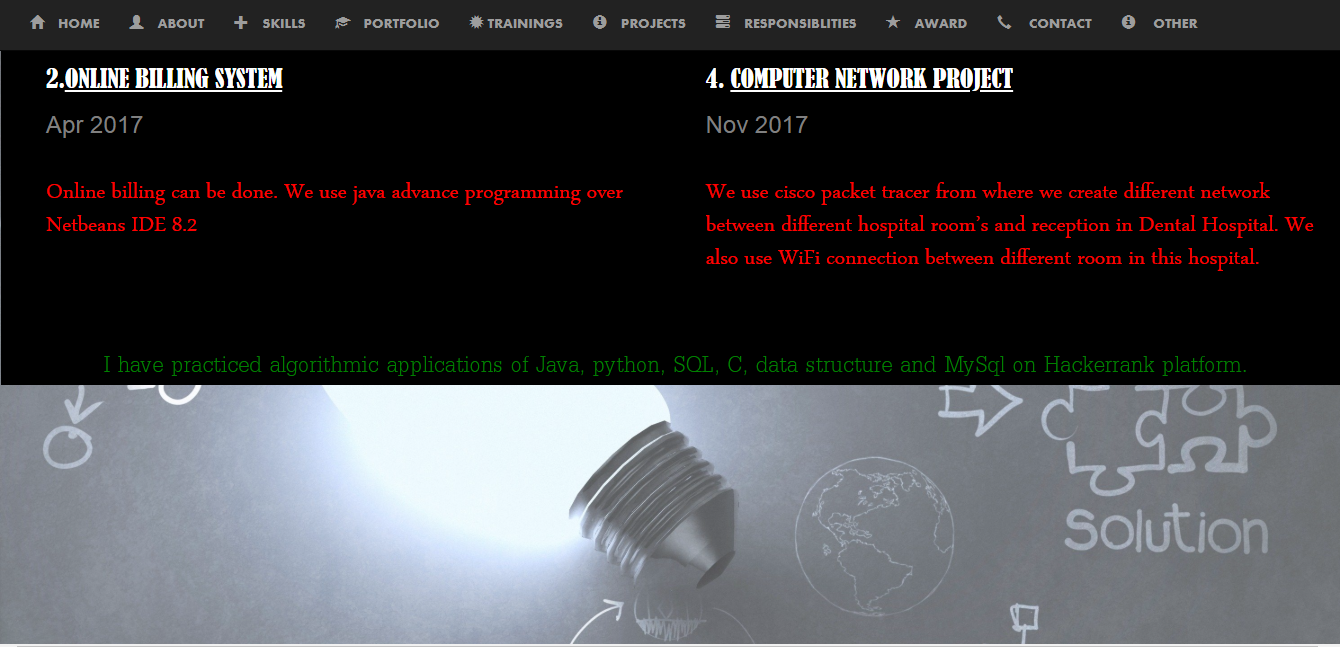 HOME ABOUT SKILLS PORTFOLIO TRAININGS PROJECTS RESPONSIBLITIES AWARD CONTACT OTHER
2.ONLINE BILLING SYSTEM
Apr 2017
Online billing can be done. We use java advance programming over
Netbeans IDE 8.2
4. COMPUTER NETWORK PROJECT
Nov 2017
We use cisco packet tracer from where we create different network
between different hospital room's and reception in Dental Hospital. We
also use WiFi connection between different room in this hospital.
I have practiced algorithmic applications of Java, python, SQL, C, data structure and MySql on Hackerrank platform.
Solution